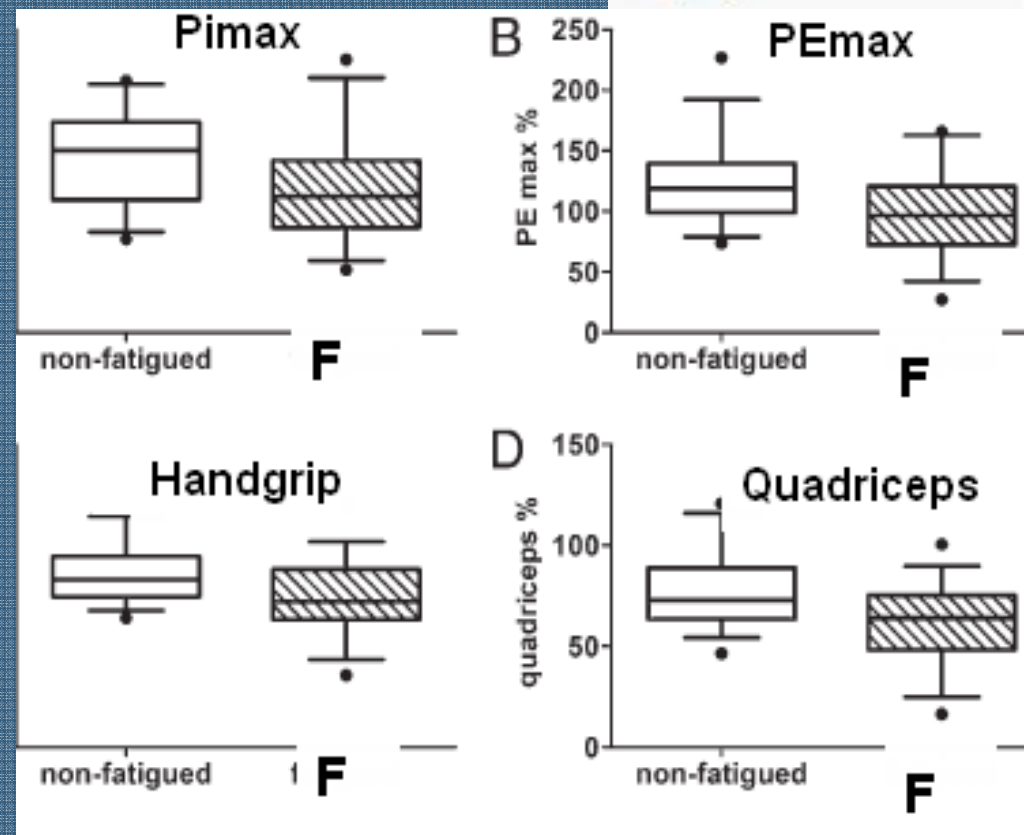 Pimax
non-fatigued
F
B
PEmax
PE max %
250
200
150
100
50
0
non-fatigued
F
Handgrip
non-fatigued
f
F
D
Quadriceps
quadriceps %
150
100
50
0
non-fatigued
F